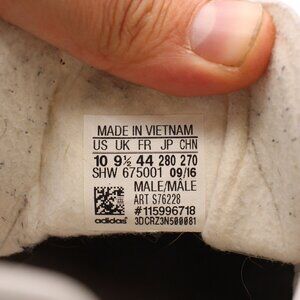 MADE IN VIETNAM
US UK FR JP CHN
10 9½ 44 280 270
SHW 675001 09/16
MALE/MÂLE
ART S76228
#115996718
adidas 3DCRZ3N500081